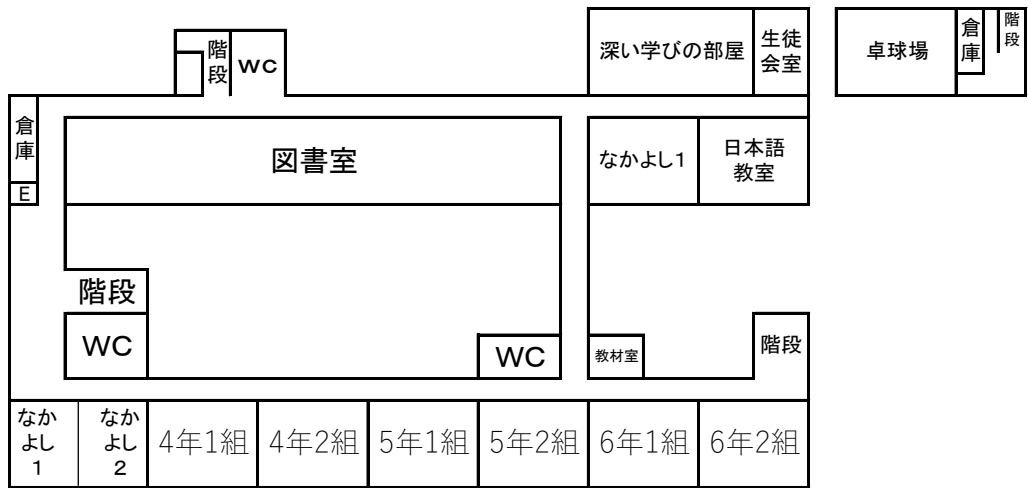 階
段
WC
深い学びの部屋
生徒
会室
卓球場
倉
庫
階
段
倉
庫
E
図書室
なかよし1
日本語
教室
階段
WC
WC
教材室
階段
なか
よし
1
なか
よし
2
4年1組
4年2組
5年1組
5年2組
6年1組
6年2組